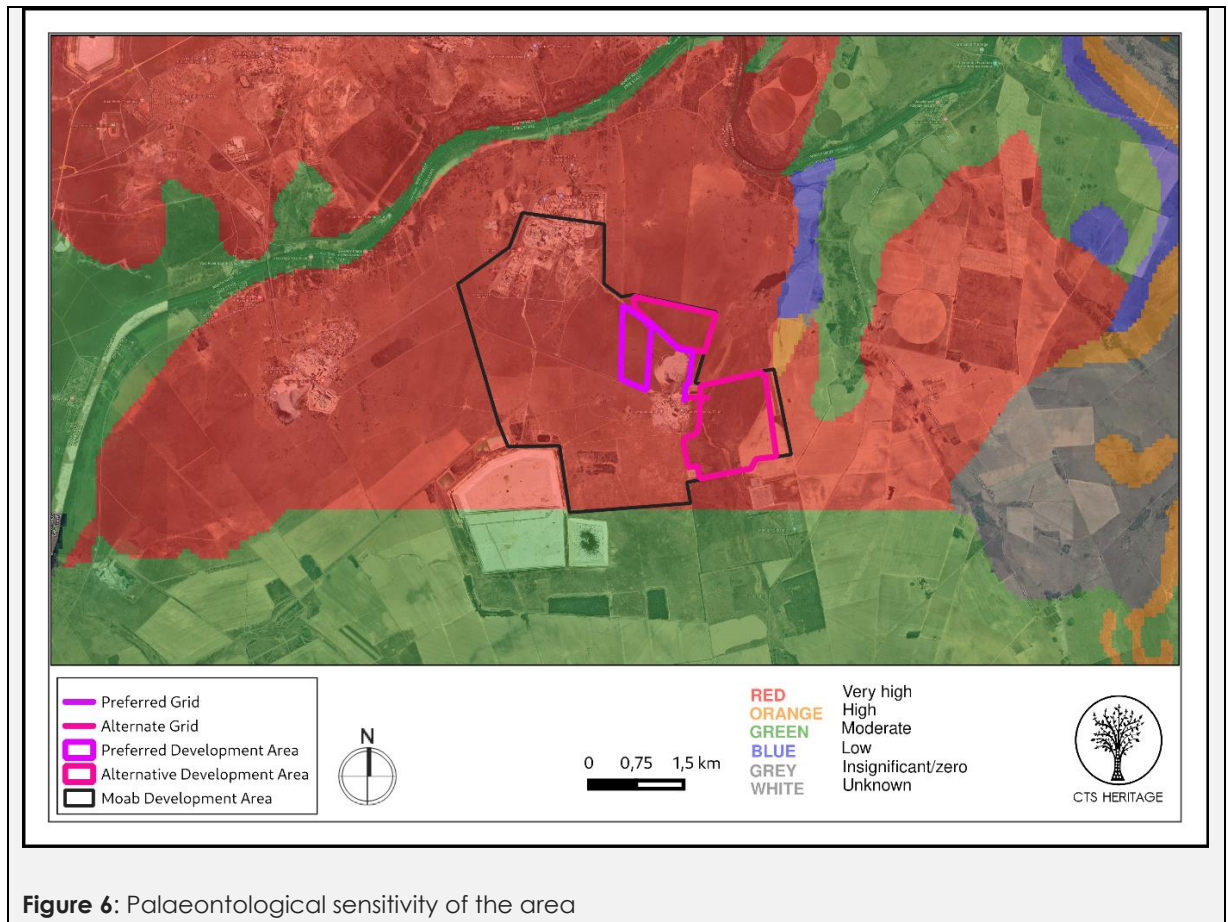 Preferred Grid
Alternate Grid
Preferred Development Area
Alternative Development Area
Moab Development Area
N
0 0,75 1,5 km
RED Very high
ORANGE High
GREEN Moderate
BLUE Low
GREY Insignificant/zero
WHITE Unknown
CTS HERITAGE
Figure 6: Palaeontological sensitivity of the area